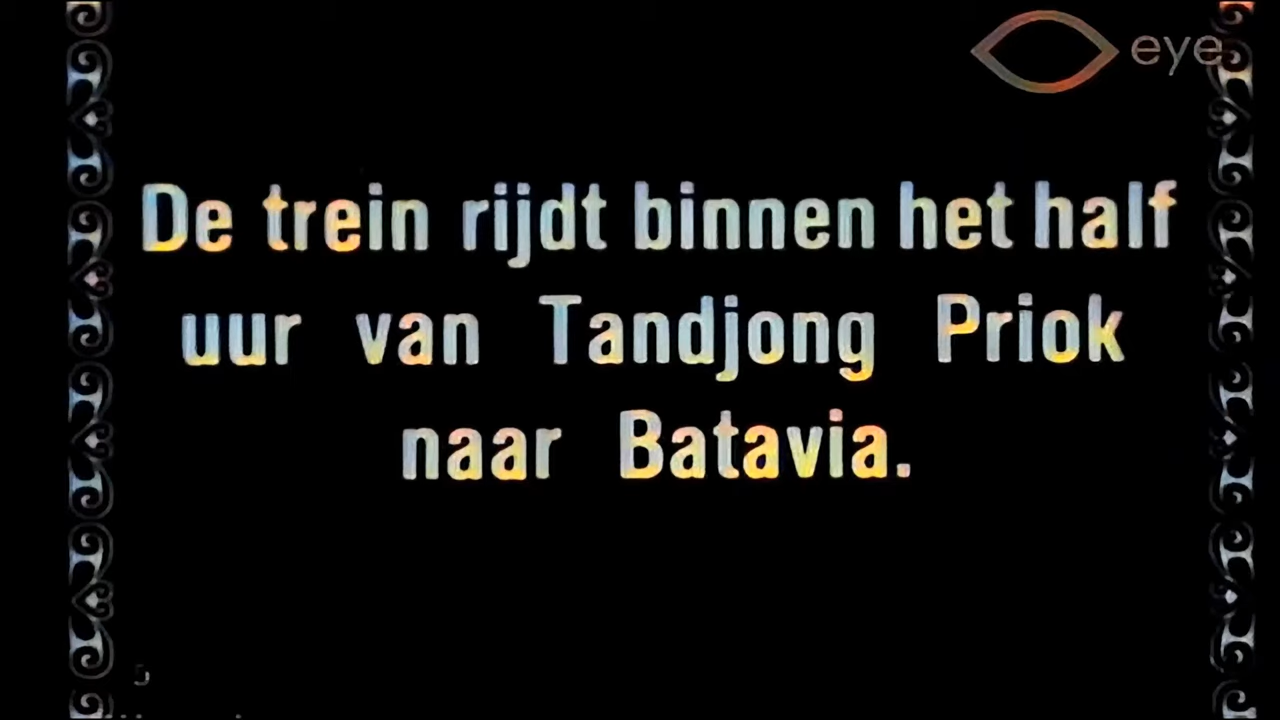 eye
De trein rijdt binnen het half
uur van Tandjong Priok
naar Batavia.